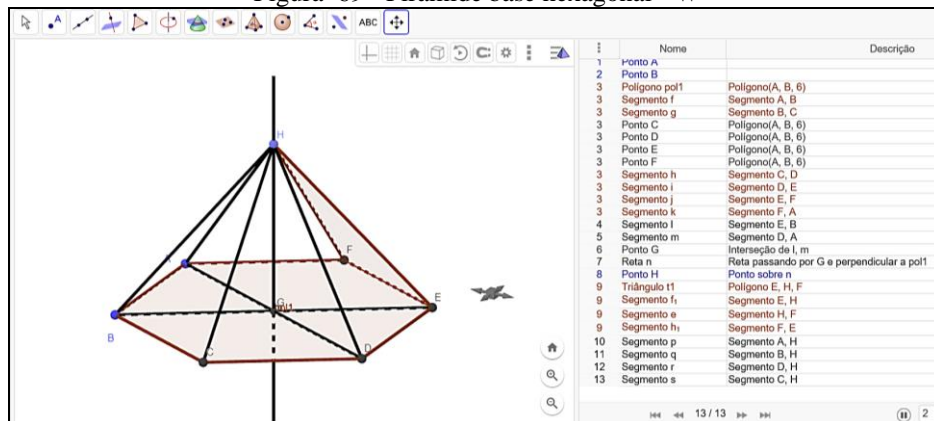 Figura 69 - Pirâmide base hexagonal -
A
ABC
Nome Descrição
1 Ponto A
2 Ponto B
3 Polígono pol1 Polígono(A, B, 6)
3 Segmento f Segmento A, B
3 Segmento g Segmento B, C
3 Ponto C Polígono(A, B, 6)
3 Ponto D Polígono(A, B, 6)
3 Ponto E Polígono(A, B, 6)
3 Ponto F Polígono(A, B, 6)
3 Segmento h Segmento C, D
3 Segmento i Segmento D, E
3 Segmento j Segmento E, F
3 Segmento k Segmento F, A
4 Segmento l Segmento E, B
5 Segmento m Segmento D, A
6 Ponto G Interseção de l, m
7 Reta n Reta passando por G e perpendicular a pol1
8 Ponto H Ponto sobre n
9 Triângulo t1 Polígono E, H, F
9 Segmento f₁ Segmento E, H
9 Segmento e Segmento H, F
9 Segmento h₁ Segmento F, E
10 Segmento p Segmento A, H
11 Segmento q Segmento B, H
12 Segmento r Segmento D, H
13 Segmento s Segmento C, H
13 / 13
2
H
F
A
E
G
pol1
B
C
D